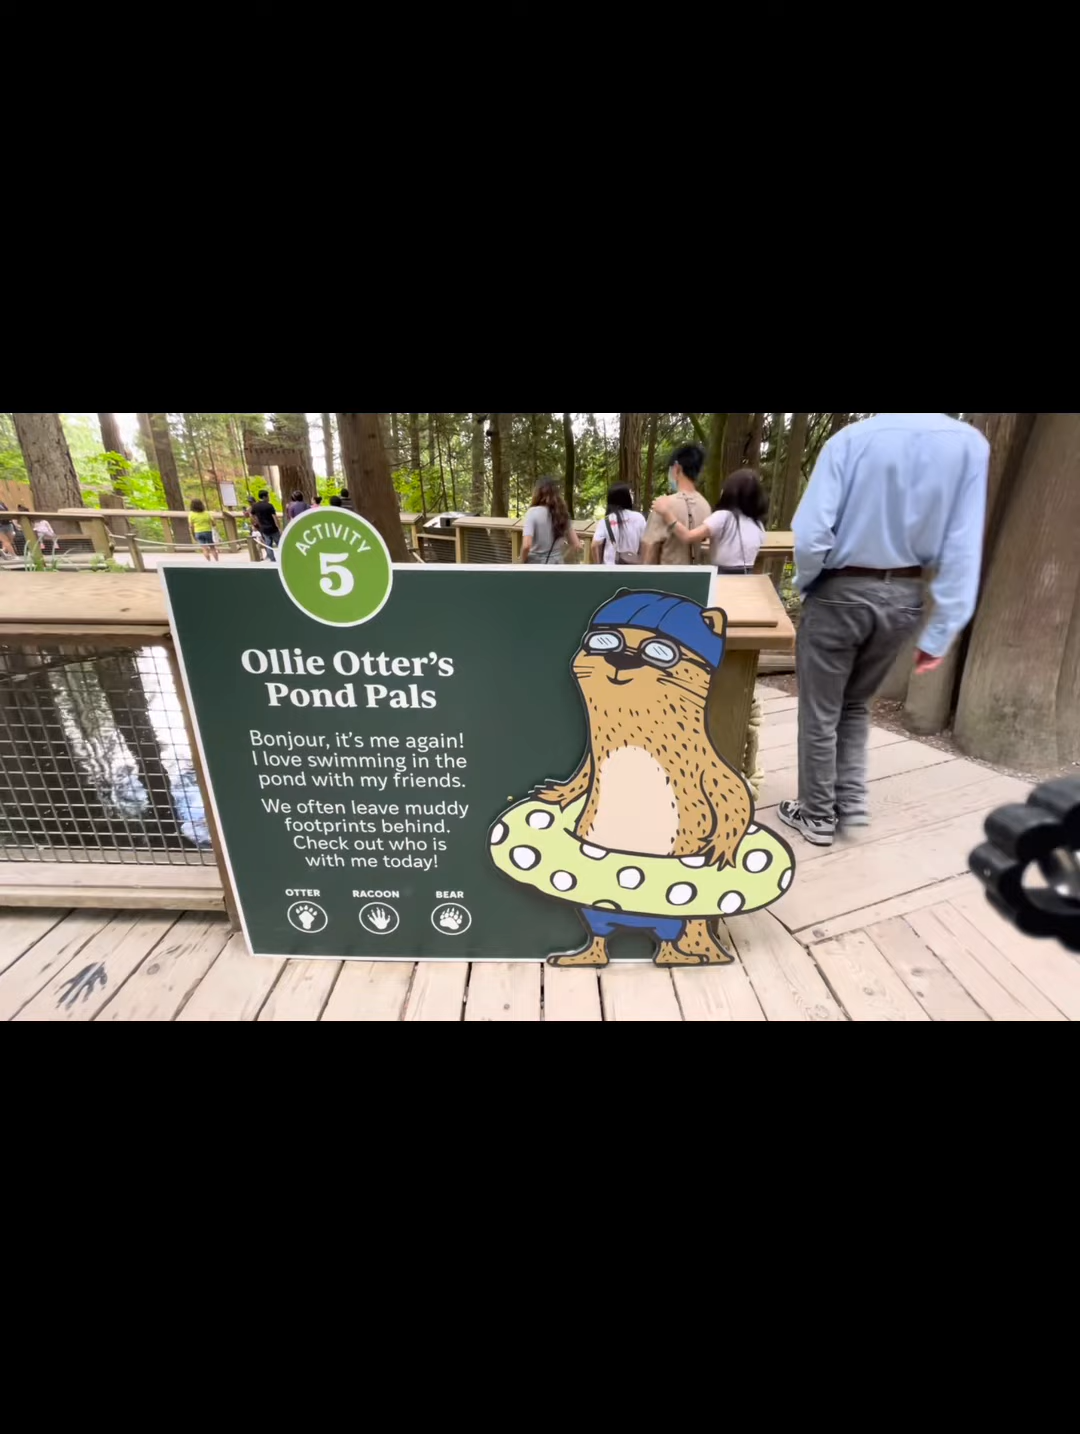 ACTIVITY
5
Ollie Otter's
Pond Pals
Bonjour, it's me again!
I love swimming in the
pond with my friends.
We often leave muddy
footprints behind.
Check out who is
with me today!
OTTER
RACOON
BEAR